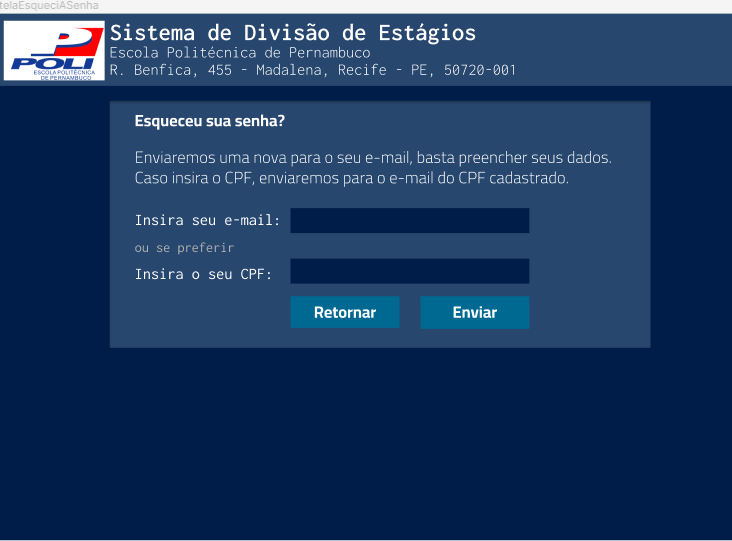 telaEsqueciASenha
Sistema de Divisão de Estágios
Escola Politécnica de Pernambuco
R. Benfica, 455 - Madalena, Recife - PE, 50720-001
POLI
ESCOLA POLITÉCNICA
DE PERNAMBUCO
Esqueceu sua senha?
Enviaremos uma nova para o seu e-mail, basta preencher seus dados.
Caso insira o CPF, enviaremos para o e-mail do CPF cadastrado.
Insira seu e-mail:
ou se preferir
Insira o seu CPF:
Retornar
Enviar